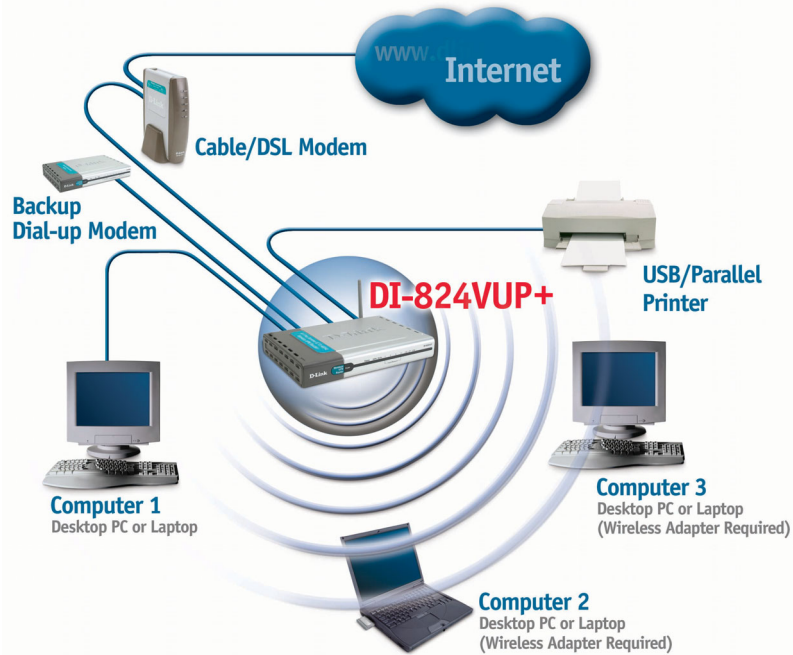 www.d
Internet
D-Link
Cable/DSL Modem
Backup
Dial-up Modem
USB/Parallel
Printer
DI-824VUP+
D-Link
D-Link
Computer 1
Desktop PC or Laptop
Computer 3
Desktop PC or Laptop
(Wireless Adapter Required)
Computer 2
Desktop PC or Laptop
(Wireless Adapter Required)